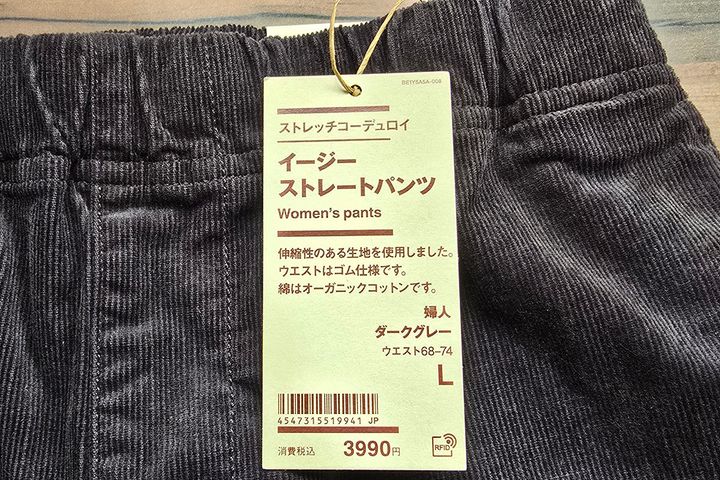 BE1Y5A5A-008
ストレッチコーデュロイ
イージー
ストレートパンツ
Women's pants
伸縮性のある生地を使用しました。
ウエストはゴム仕様です。
綿はオーガニックコットンです。
婦人
ダークグレー
ウエスト68–74
L
4547315519941 JP
消費税込 3990円
RFID